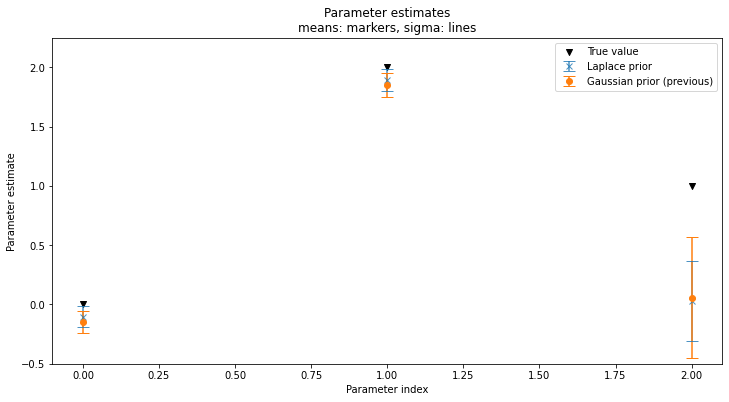 Parameter estimates
means: markers, sigma: lines
True value
Laplace prior
Gaussian prior (previous)
2.0
1.5
1.0
0.5
0.0
−0.5
Parameter estimate
0.00 0.25 0.50 0.75 1.00 1.25 1.50 1.75 2.00
Parameter index